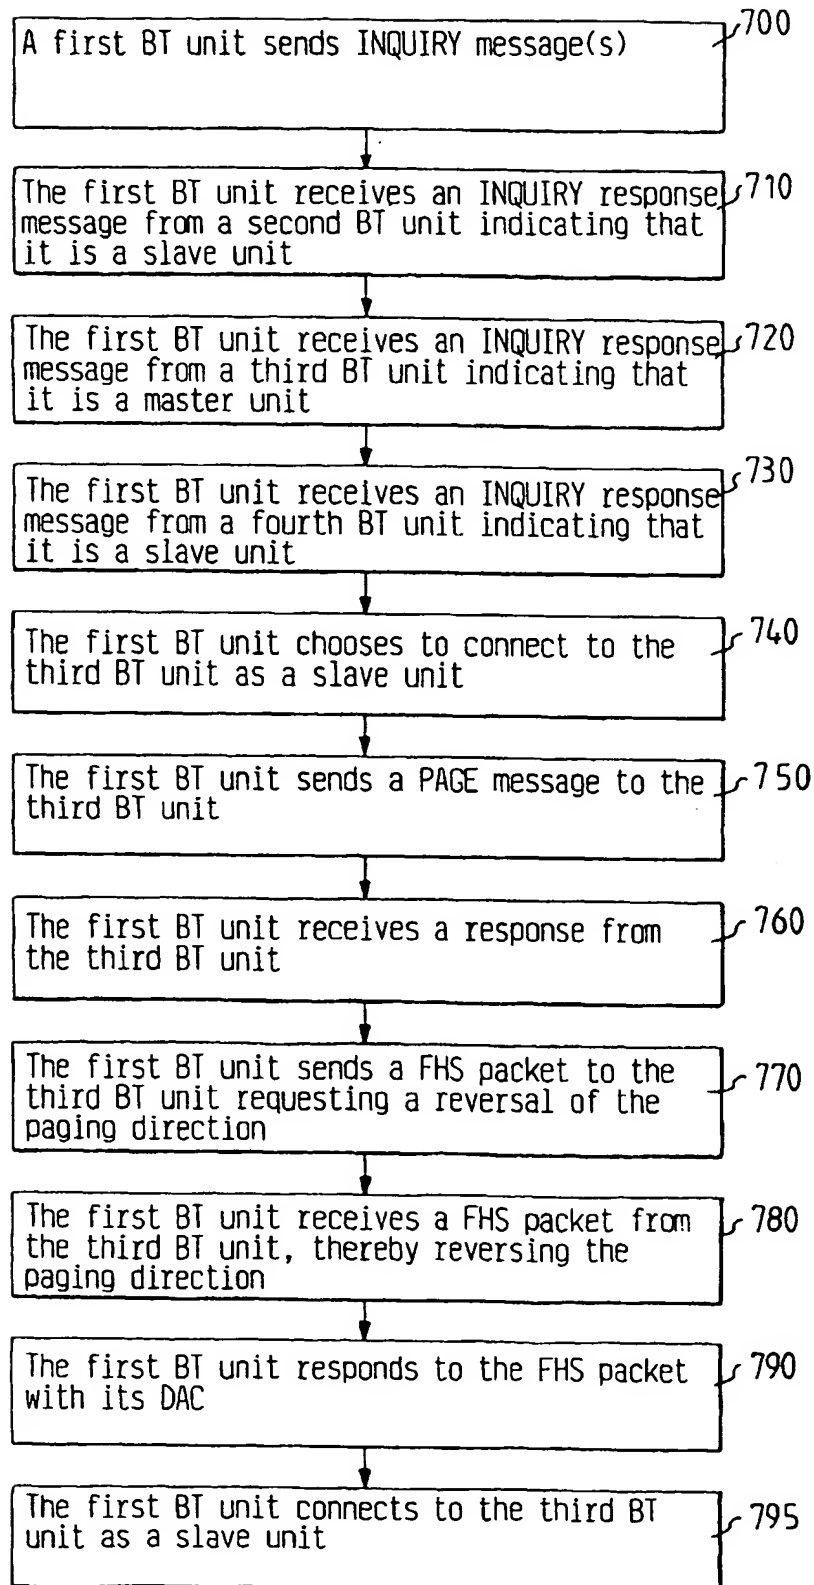 A first BT unit sends INQUIRY message(s)
700
The first BT unit receives an INQUIRY response
message from a second BT unit indicating that
it is a slave unit
710
The first BT unit receives an INQUIRY response
message from a third BT unit indicating that
it is a master unit
720
The first BT unit receives an INQUIRY response
message from a fourth BT unit indicating that
it is a slave unit
730
The first BT unit chooses to connect to the
third BT unit as a slave unit
740
The first BT unit sends a PAGE message to the
third BT unit
750
The first BT unit receives a response from
the third BT unit
760
The first BT unit sends a FHS packet to the
third BT unit requesting a reversal of the
paging direction
770
The first BT unit receives a FHS packet from
the third BT unit, thereby reversing the
paging direction
780
The first BT unit responds to the FHS packet
with its DAC
790
The first BT unit connects to the third BT
unit as a slave unit
795